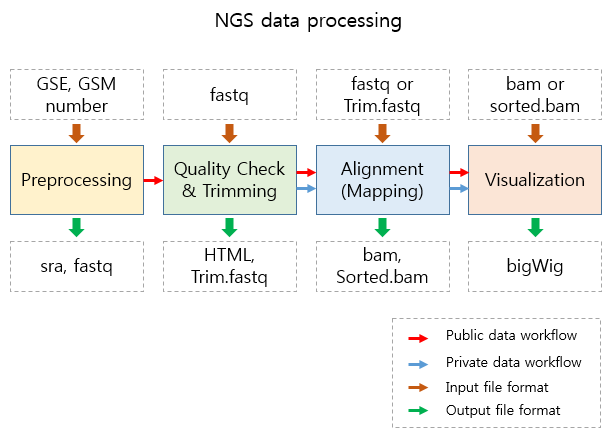 NGS data processing
GSE, GSM
number
fastq
fastq or
Trim.fastq
bam or
sorted.bam
Preprocessing
Quality Check
& Trimming
Alignment
(Mapping)
Visualization
sra, fastq
HTML,
Trim.fastq
bam,
Sorted.bam
bigWig
Public data workflow
Private data workflow
Input file format
Output file format